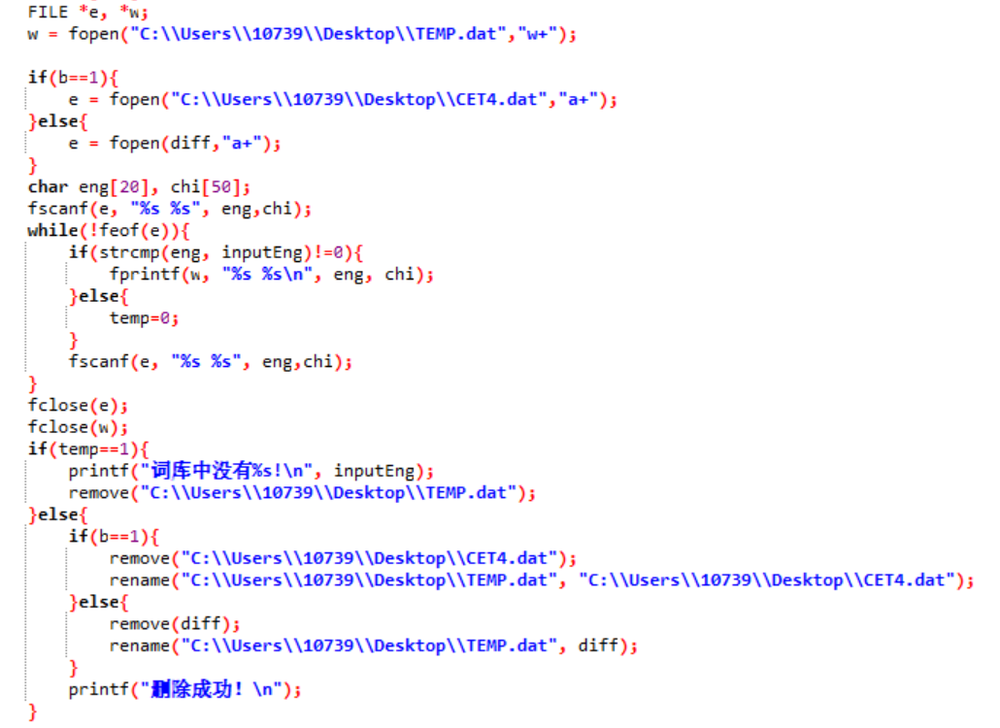 FILE *e, *w;
w = fopen("C:\\Users\\10739\\Desktop\\TEMP.dat","w+");
if(b==1){
e = fopen("C:\\Users\\10739\\Desktop\\CET4.dat","a+");
}else{
e = fopen(diff,"a+");
}
char eng[20], chi[50];
fscanf(e, "%s %s", eng,chi);
while(!feof(e)){
if(strcmp(eng, inputEng)!=0){
fprintf(w, "%s %s\n", eng, chi);
}else{
temp=0;
}
fscanf(e, "%s %s", eng,chi);
}
fclose(e);
fclose(w);
if(temp==1){
printf("词库中没有%s!\n", inputEng);
remove("C:\\Users\\10739\\Desktop\\TEMP.dat");
}else{
if(b==1){
remove("C:\\Users\\10739\\Desktop\\CET4.dat");
rename("C:\\Users\\10739\\Desktop\\TEMP.dat", "C:\\Users\\10739\\Desktop\\CET4.dat");
}else{
remove(diff);
rename("C:\\Users\\10739\\Desktop\\TEMP.dat", diff);
}
printf("删除成功！\n");
}